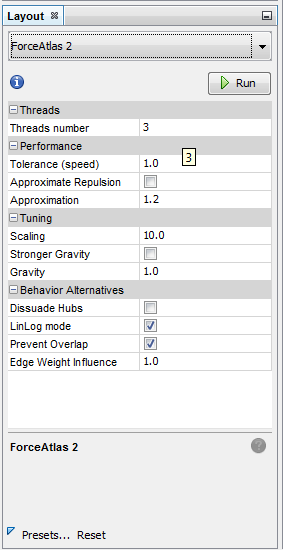 Layout
ForceAtlas 2
Run
Threads
Threads number 3
Performance
3
Tolerance (speed) 1.0
Approximate Repulsion
Approximation 1.2
Tuning
Scaling 10.0
Stronger Gravity
Gravity 1.0
Behavior Alternatives
Dissuade Hubs
LinLog mode
Prevent Overlap
Edge Weight Influence 1.0
ForceAtlas 2
Presets... Reset